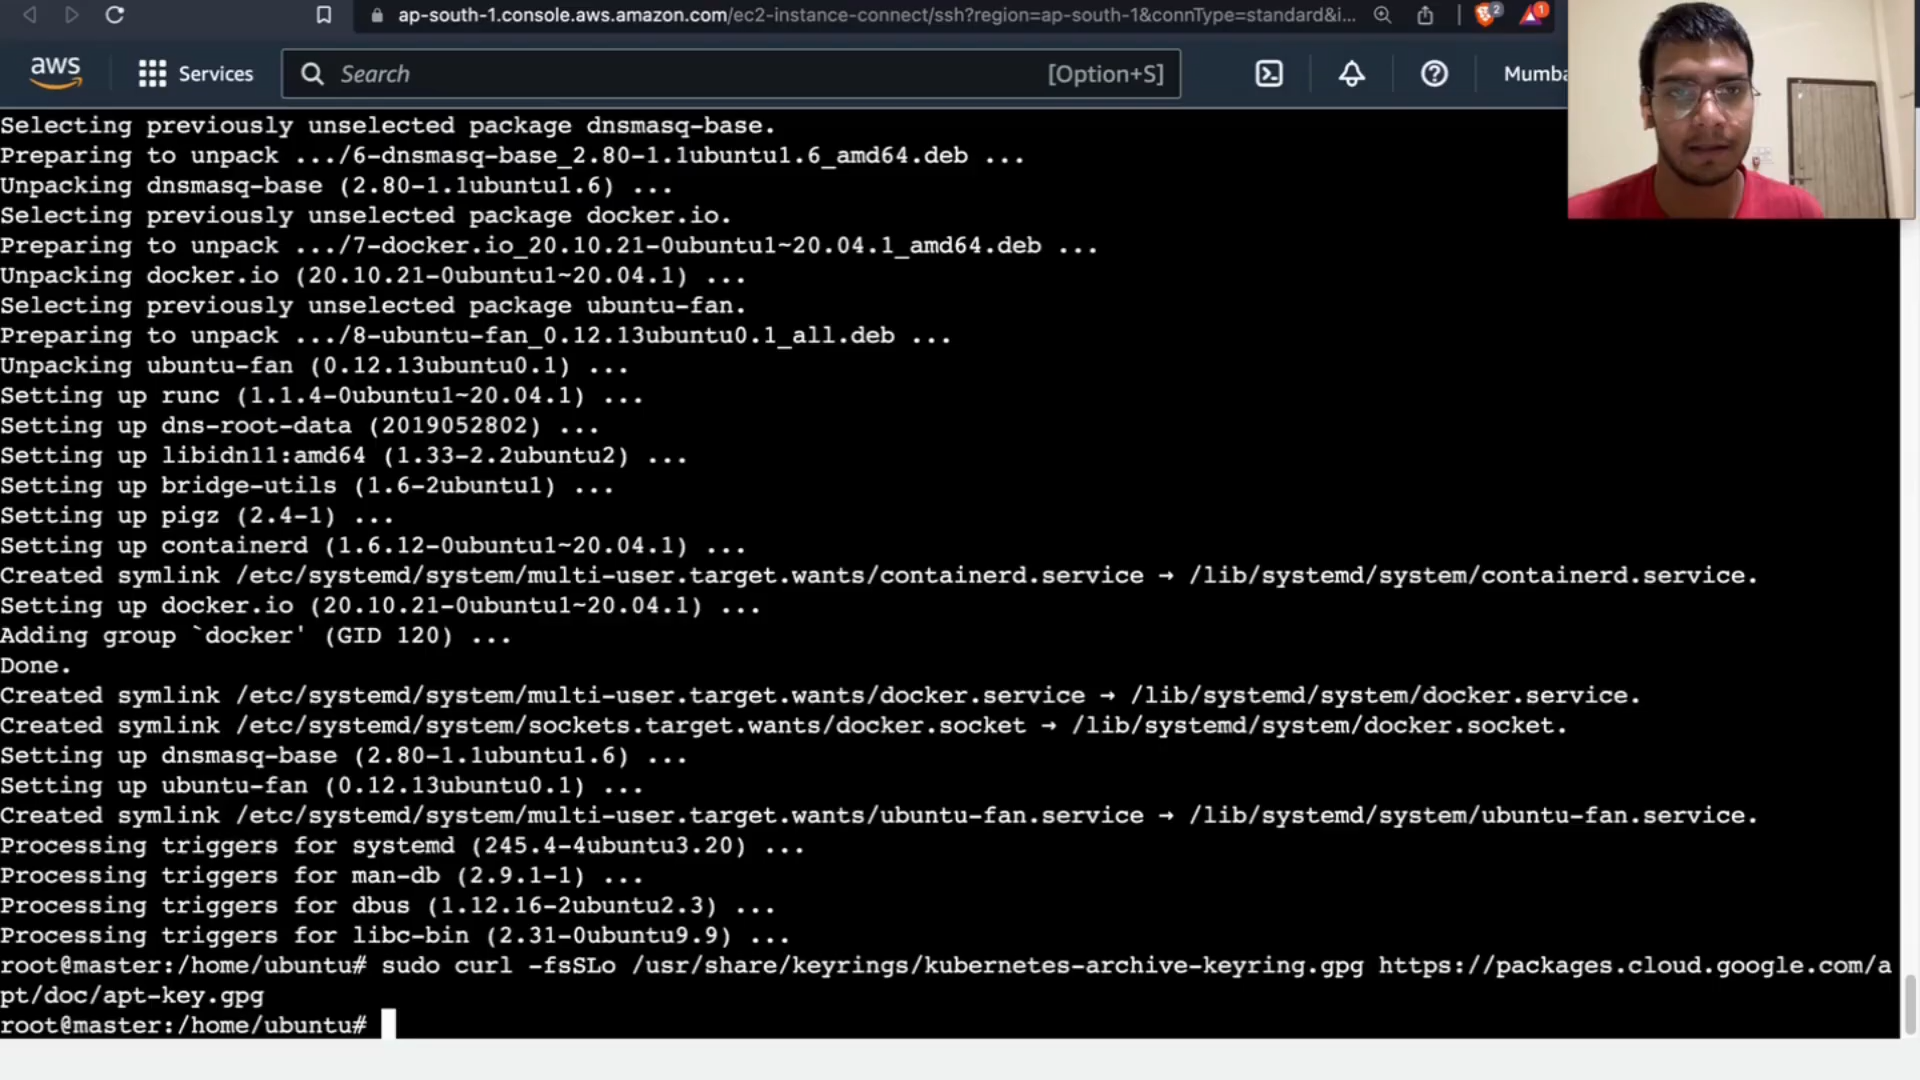 ap-south-1.console.aws.amazon.com/ec2-instance-connect/ssh?region=ap-south-1&connType=standard&i...
2
1
aws
Services
Search
[Option+S]
Mumba
Selecting previously unselected package dnsmasq-base.
Preparing to unpack .../6-dnsmasq-base_2.80-1.1ubuntu1.6_amd64.deb ...
Unpacking dnsmasq-base (2.80-1.1ubuntu1.6) ...
Selecting previously unselected package docker.io.
Preparing to unpack .../7-docker.io_20.10.21-0ubuntu1~20.04.1_amd64.deb ...
Unpacking docker.io (20.10.21-0ubuntu1~20.04.1) ...
Selecting previously unselected package ubuntu-fan.
Preparing to unpack .../8-ubuntu-fan_0.12.13ubuntu0.1_all.deb ...
Unpacking ubuntu-fan (0.12.13ubuntu0.1) ...
Setting up runc (1.1.4-0ubuntu1~20.04.1) ...
Setting up dns-root-data (2019052802) ...
Setting up libidn11:amd64 (1.33-2.2ubuntu2) ...
Setting up bridge-utils (1.6-2ubuntu1) ...
Setting up pigz (2.4-1) ...
Setting up containerd (1.6.12-0ubuntu1~20.04.1) ...
Created symlink /etc/systemd/system/multi-user.target.wants/containerd.service → /lib/systemd/system/containerd.service.
Setting up docker.io (20.10.21-0ubuntu1~20.04.1) ...
Adding group `docker' (GID 120) ...
Done.
Created symlink /etc/systemd/system/multi-user.target.wants/docker.service → /lib/systemd/system/docker.service.
Created symlink /etc/systemd/system/sockets.target.wants/docker.socket → /lib/systemd/system/docker.socket.
Setting up dnsmasq-base (2.80-1.1ubuntu1.6) ...
Setting up ubuntu-fan (0.12.13ubuntu0.1) ...
Created symlink /etc/systemd/system/multi-user.target.wants/ubuntu-fan.service → /lib/systemd/system/ubuntu-fan.service.
Processing triggers for systemd (245.4-4ubuntu3.20) ...
Processing triggers for man-db (2.9.1-1) ...
Processing triggers for dbus (1.12.16-2ubuntu2.3) ...
Processing triggers for libc-bin (2.31-0ubuntu9.9) ...
root@master:/home/ubuntu# sudo curl -fsSLo /usr/share/keyrings/kubernetes-archive-keyring.gpg https://packages.cloud.google.com/a
pt/doc/apt-key.gpg
root@master:/home/ubuntu#